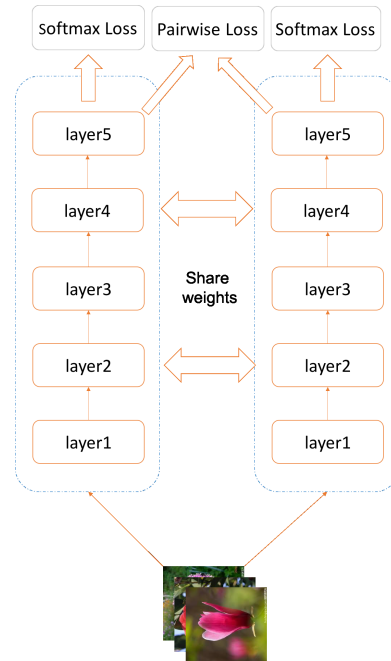 Softmax Loss
Pairwise Loss
Softmax Loss
layer5
layer5
layer4
layer4
layer3
layer3
Share
weights
layer2
layer2
layer1
layer1